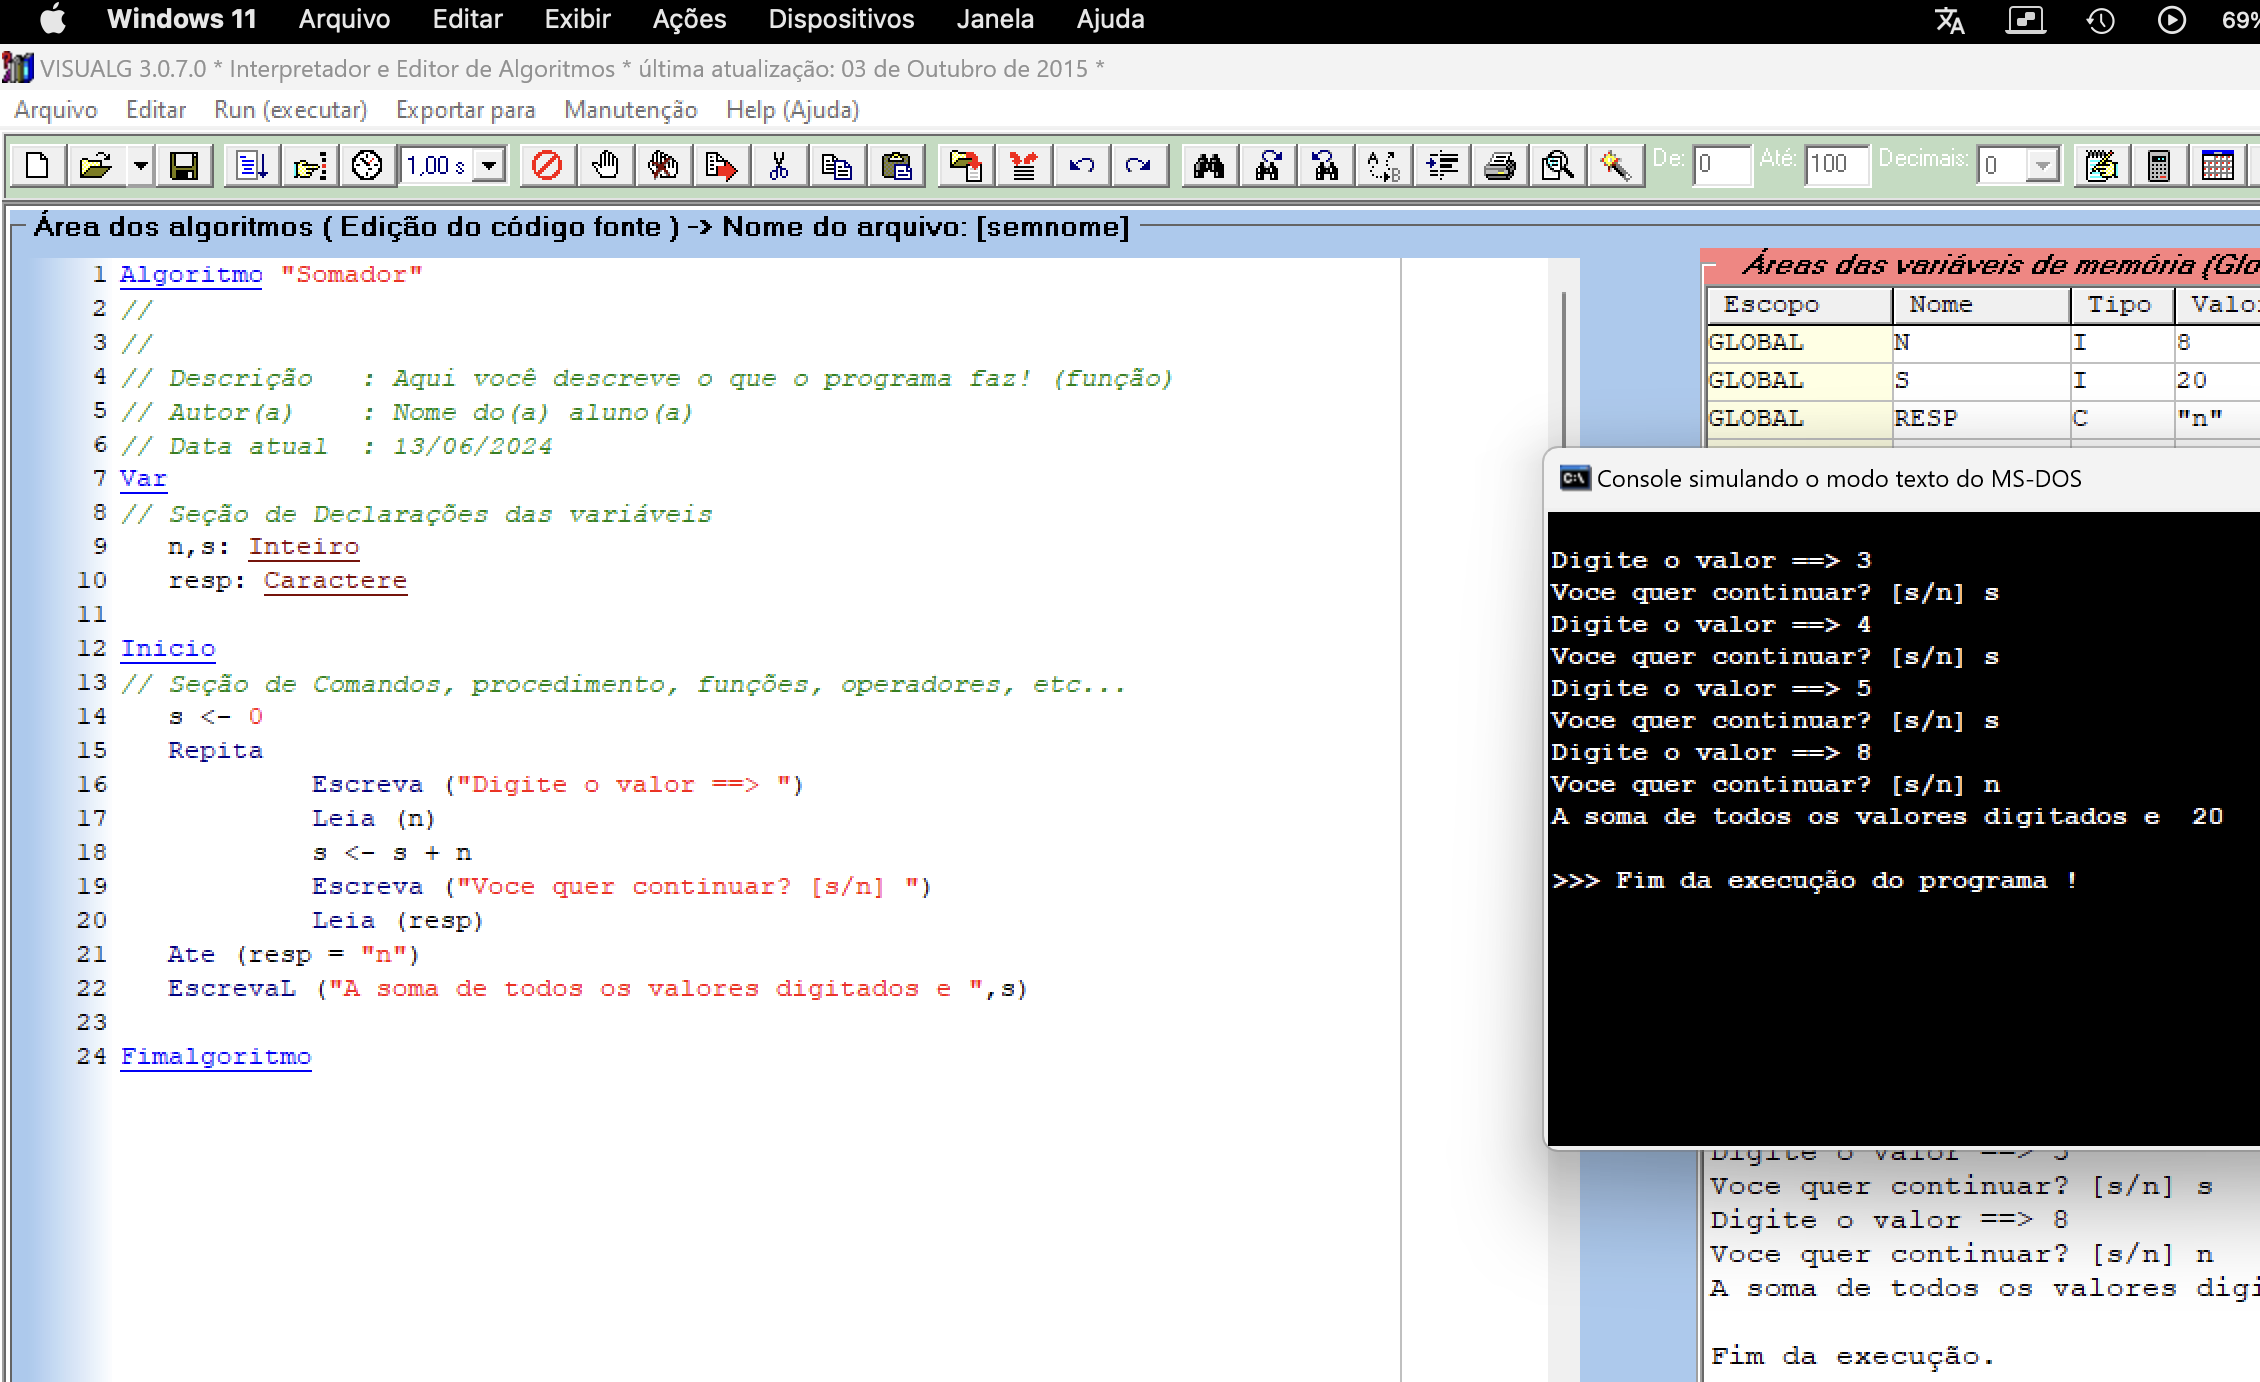 Windows 11 Arquivo Editar Exibir Ações Dispositivos Janela Ajuda 69%
VISUALG 3.0.7.0 * Interpretador e Editor de Algoritmos * última atualização: 03 de Outubro de 2015 *
Arquivo Editar Run (executar) Exportar para Manutenção Help (Ajuda)
1,00 s De: 0 Até: 100 Decimais: 0
Área dos algoritmos ( Edição do código fonte ) -> Nome do arquivo: [semnome]
1 Algoritmo "Somador"
2 //
3 //
4 // Descrição   : Aqui você descreve o que o programa faz! (função)
5 // Autor(a)    : Nome do(a) aluno(a)
6 // Data atual  : 13/06/2024
7 Var
8 // Seção de Declarações das variáveis
9    n,s: Inteiro
10    resp: Caractere
11
12 Inicio
13 // Seção de Comandos, procedimento, funções, operadores, etc...
14    s <- 0
15    Repita
16             Escreva ("Digite o valor ==> ")
17             Leia (n)
18             s <- s + n
19             Escreva ("Voce quer continuar? [s/n] ")
20             Leia (resp)
21    Ate (resp = "n")
22    EscrevaL ("A soma de todos os valores digitados e ",s)
23
24 Fimalgoritmo
Áreas das variáveis de memória (Glo
Escopo Nome Tipo Valor
GLOBAL N I 8
GLOBAL S I 20
GLOBAL RESP C "n"
Console simulando o modo texto do MS-DOS
Digite o valor ==> 3
Voce quer continuar? [s/n] s
Digite o valor ==> 4
Voce quer continuar? [s/n] s
Digite o valor ==> 5
Voce quer continuar? [s/n] s
Digite o valor ==> 8
Voce quer continuar? [s/n] n
A soma de todos os valores digitados e  20
>>> Fim da execução do programa !
Digite o valor ==> 5
Voce quer continuar? [s/n] s
Digite o valor ==> 8
Voce quer continuar? [s/n] n
A soma de todos os valores digi
Fim da execução.